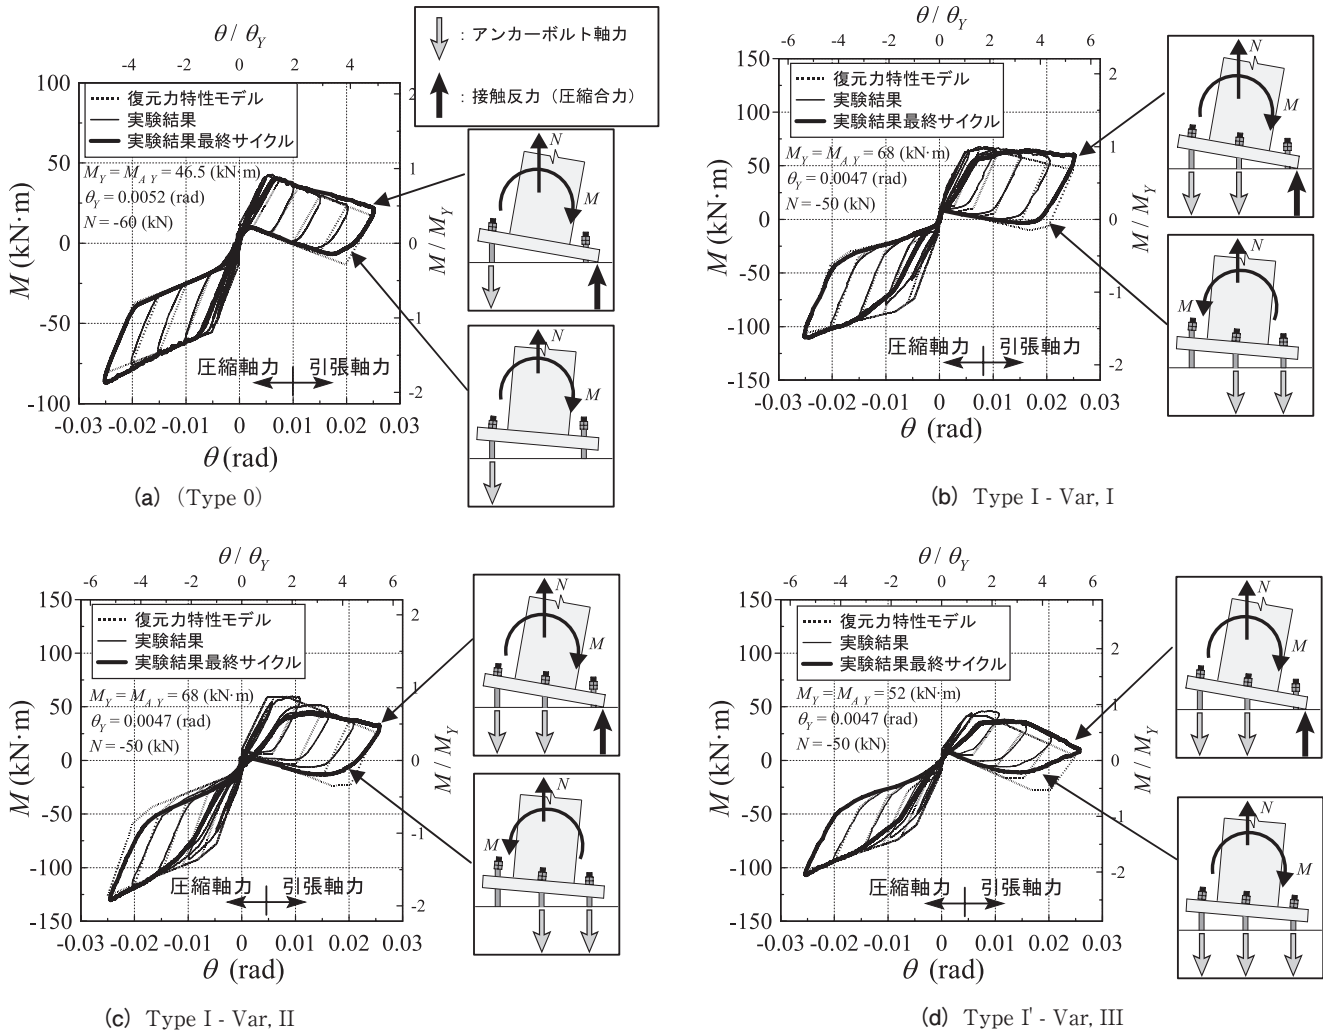 θ / θY
-4 -2 0 2 4
100
50
0
-50
-100
M (kN·m)
復元力特性モデル
実験結果
実験結果最終サイクル
MY = MA Y = 46.5 (kN·m)
θY = 0.0052 (rad)
N = -60 (kN)
圧縮軸力 引張軸力
2
1
0
-1
-2
M / MY
-0.03 -0.02 -0.01 0 0.01 0.02 0.03
θ (rad)
(a) (Type 0)
: アンカーボルト軸力
: 接触反力(圧縮合力)
N
M
N
M
θ / θY
-6 -4 -2 0 2 4 6
150
100
50
0
-50
-100
-150
M (kN·m)
復元力特性モデル
実験結果
実験結果最終サイクル
MY = MA Y = 68 (kN·m)
θY = 0.0047 (rad)
N = -50 (kN)
圧縮軸力 引張軸力
2
1
0
-1
-2
M / MY
-0.03 -0.02 -0.01 0 0.01 0.02 0.03
θ (rad)
(b) Type I - Var, I
N
M
N
M
θ / θY
-6 -4 -2 0 2 4 6
150
100
50
0
-50
-100
-150
M (kN·m)
復元力特性モデル
実験結果
実験結果最終サイクル
MY = MA Y = 68 (kN·m)
θY = 0.0047 (rad)
N = -50 (kN)
圧縮軸力 引張軸力
2
1
0
-1
-2
M / MY
-0.03 -0.02 -0.01 0 0.01 0.02 0.03
θ (rad)
(c) Type I - Var, II
N
M
N
M
θ / θY
-6 -4 -2 0 2 4 6
150
100
50
0
-50
-100
-150
M (kN·m)
復元力特性モデル
実験結果
実験結果最終サイクル
MY = MA Y = 52 (kN·m)
θY = 0.0047 (rad)
N = -50 (kN)
圧縮軸力 引張軸力
2
1
0
-1
-2
M / MY
-0.03 -0.02 -0.01 0 0.01 0.02 0.03
θ (rad)
(d) Type I' - Var, III
N
M
N
M